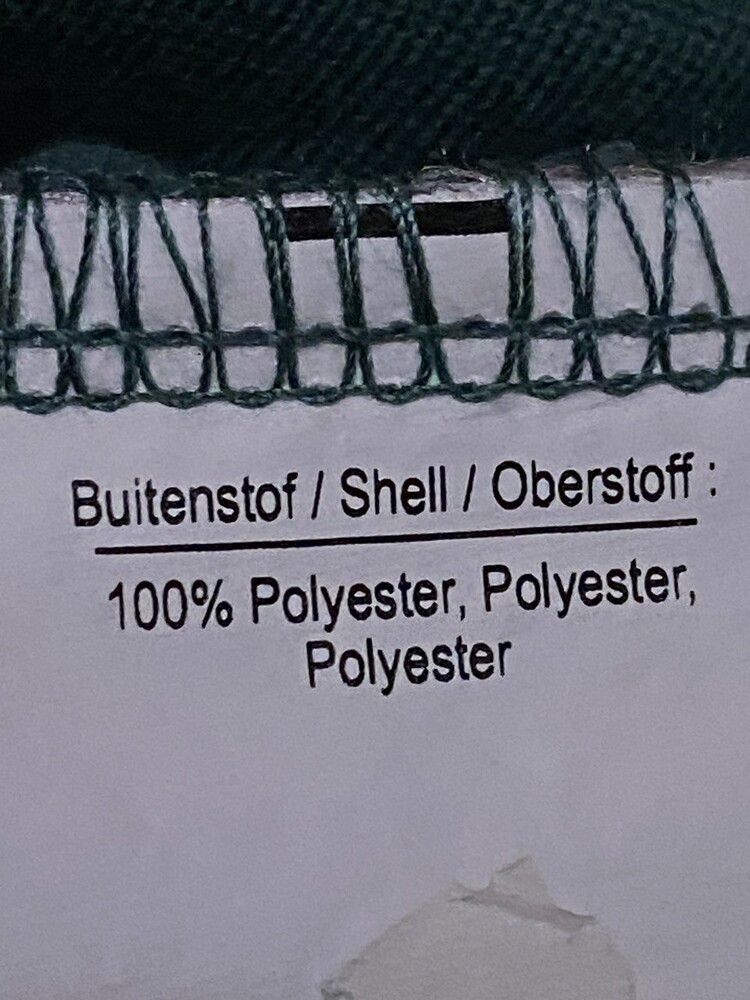 Buitenstof / Shell / Oberstoff :
100% Polyester, Polyester,
Polyester